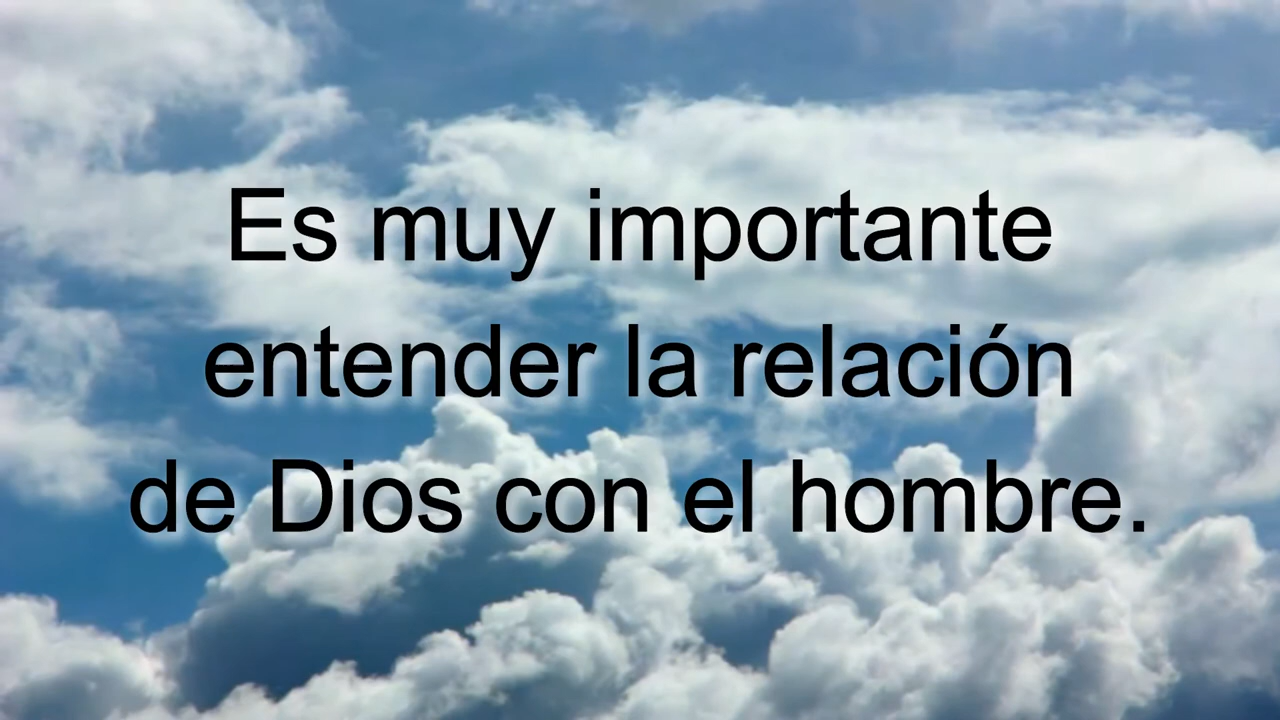 Es muy importante
entender la relación
de Dios con el hombre.